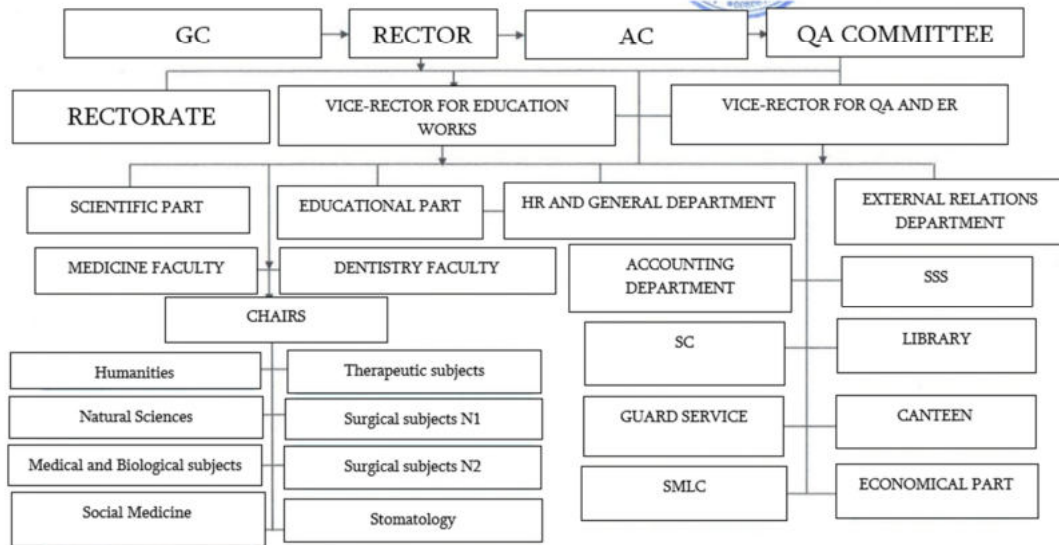 GC
RECTOR
AC
QA COMMITTEE
RECTORATE
VICE-RECTOR FOR EDUCATION
WORKS
VICE-RECTOR FOR QA AND ER
SCIENTIFIC PART
EDUCATIONAL PART
HR AND GENERAL DEPARTMENT
EXTERNAL RELATIONS
DEPARTMENT
MEDICINE FACULTY
DENTISTRY FACULTY
ACCOUNTING
DEPARTMENT
SSS
CHAIRS
SC
LIBRARY
Humanities
Therapeutic subjects
Natural Sciences
Surgical subjects N1
GUARD SERVICE
CANTEEN
Medical and Biological subjects
Surgical subjects N2
SMLC
ECONOMICAL PART
Social Medicine
Stomatology